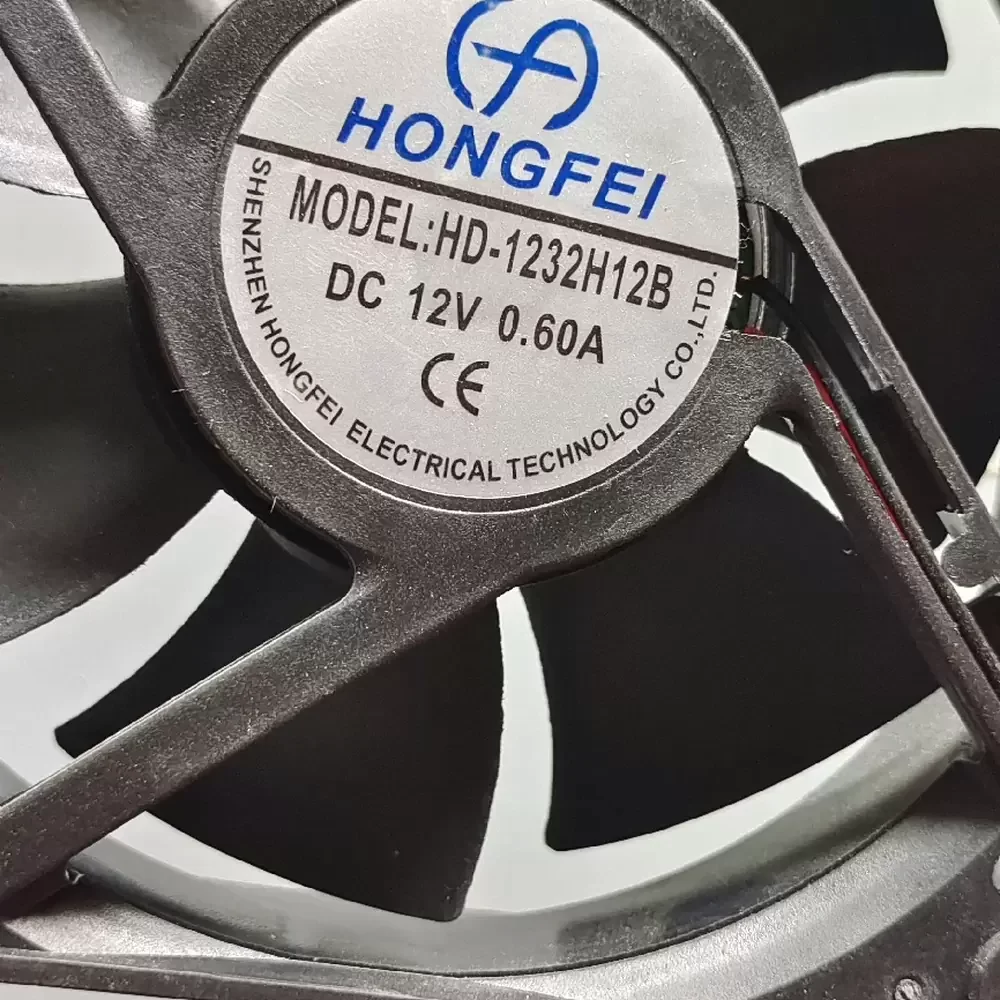 HONGFEI
MODEL:HD-1232H12B
DC 12V 0.60A
CE
SHENZHEN HONGFEI ELECTRICAL TECHNOLOGY CO.,LTD.